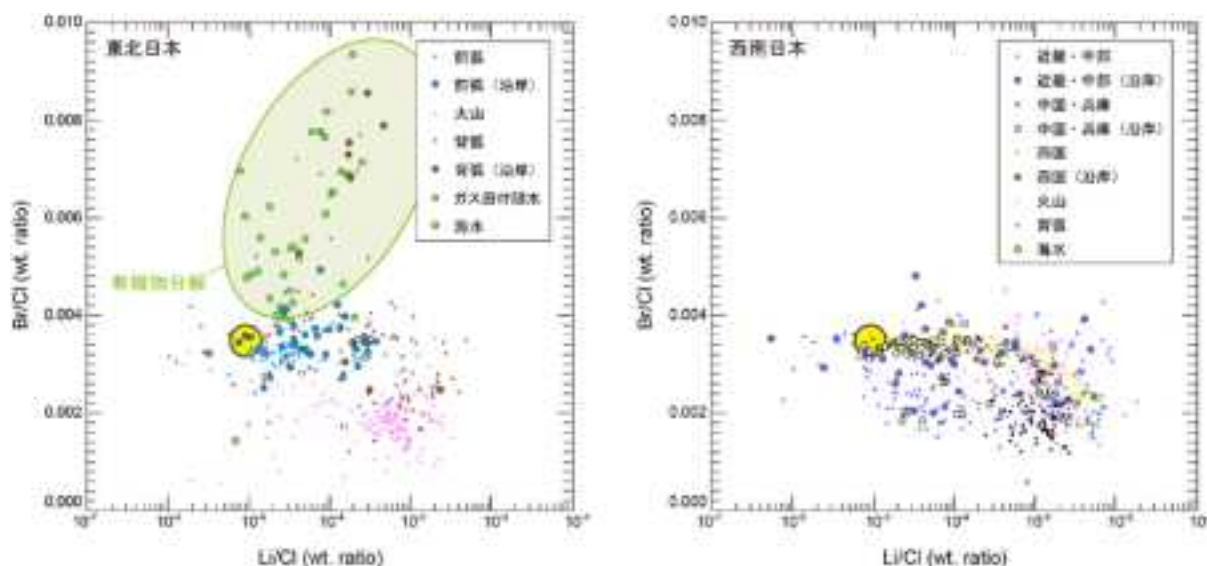 東北日本
前弧
前弧（沿岸）
火山
背弧
背弧（沿岸）
ガス田付随水
海水
有機物分解
0.010
0.008
0.006
0.004
0.002
0.000
Br/Cl (wt. ratio)
Li/Cl (wt. ratio)
西南日本
近畿・中部
近畿・中部（沿岸）
中国・兵庫
中国・兵庫（沿岸）
四国
四国（沿岸）
火山
背弧
海水
0.010
0.008
0.006
0.004
0.002
0.000
Br/Cl (wt. ratio)
Li/Cl (wt. ratio)